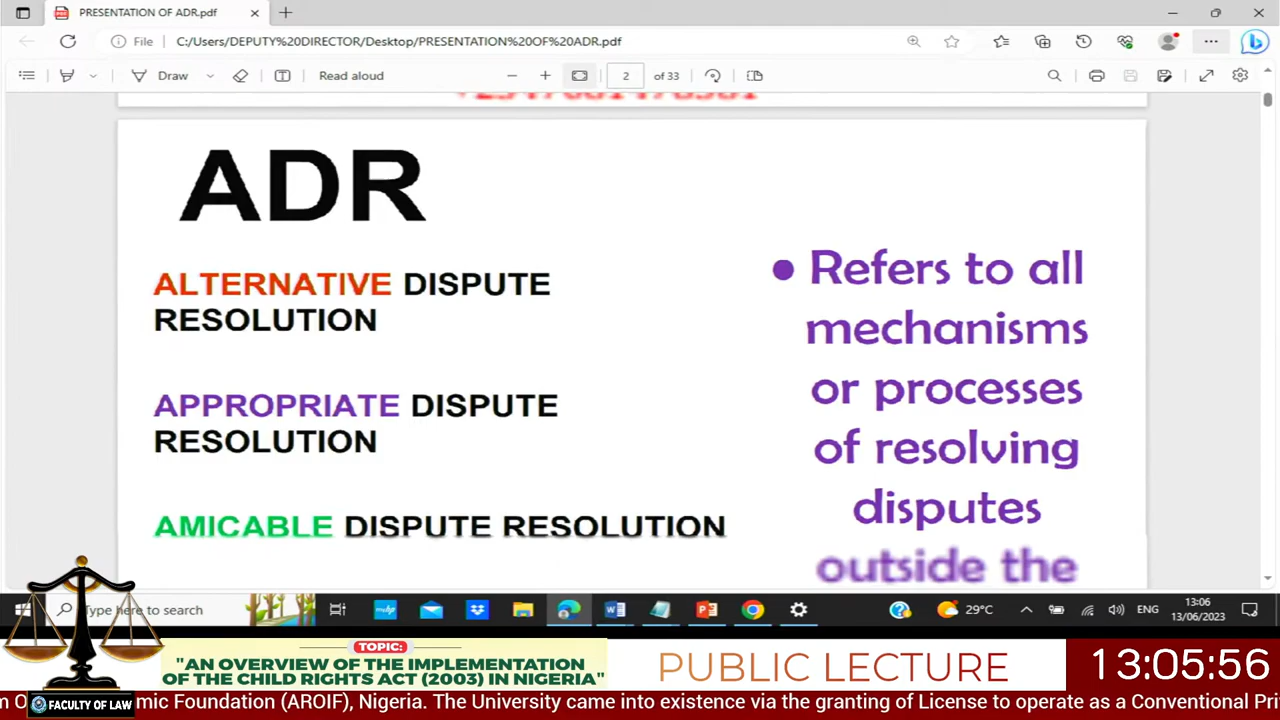 PRESENTATION OF ADR.pdf
File
C:/Users/DEPUTY%20DIRECTOR/Desktop/PRESENTATION%20OF%20ADR.pdf
Draw
Read aloud
2
of 33
ADR
ALTERNATIVE DISPUTE
RESOLUTION
APPROPRIATE DISPUTE
RESOLUTION
AMICABLE DISPUTE RESOLUTION
• Refers to all
mechanisms
or processes
of resolving
disputes
outside the
Type here to search
29°C
ENG
13:06
13/06/2023
TOPIC:
"AN OVERVIEW OF THE IMPLEMENTATION
OF THE CHILD RIGHTS ACT (2003) IN NIGERIA"
PUBLIC LECTURE
13:05:56
FACULTY OF LAW
mic Foundation (AROIF), Nigeria. The University came into existence via the granting of License to operate as a Conventional Pri